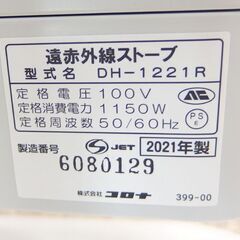 遠赤外線ストーブ
型式名 DH-1221R
定格電圧 100V
定格消費電力 1150W
定格周波数 50/60Hz
PSE
製造番号 JET 2021年製
6080129
株式会社 コロナ 399-00